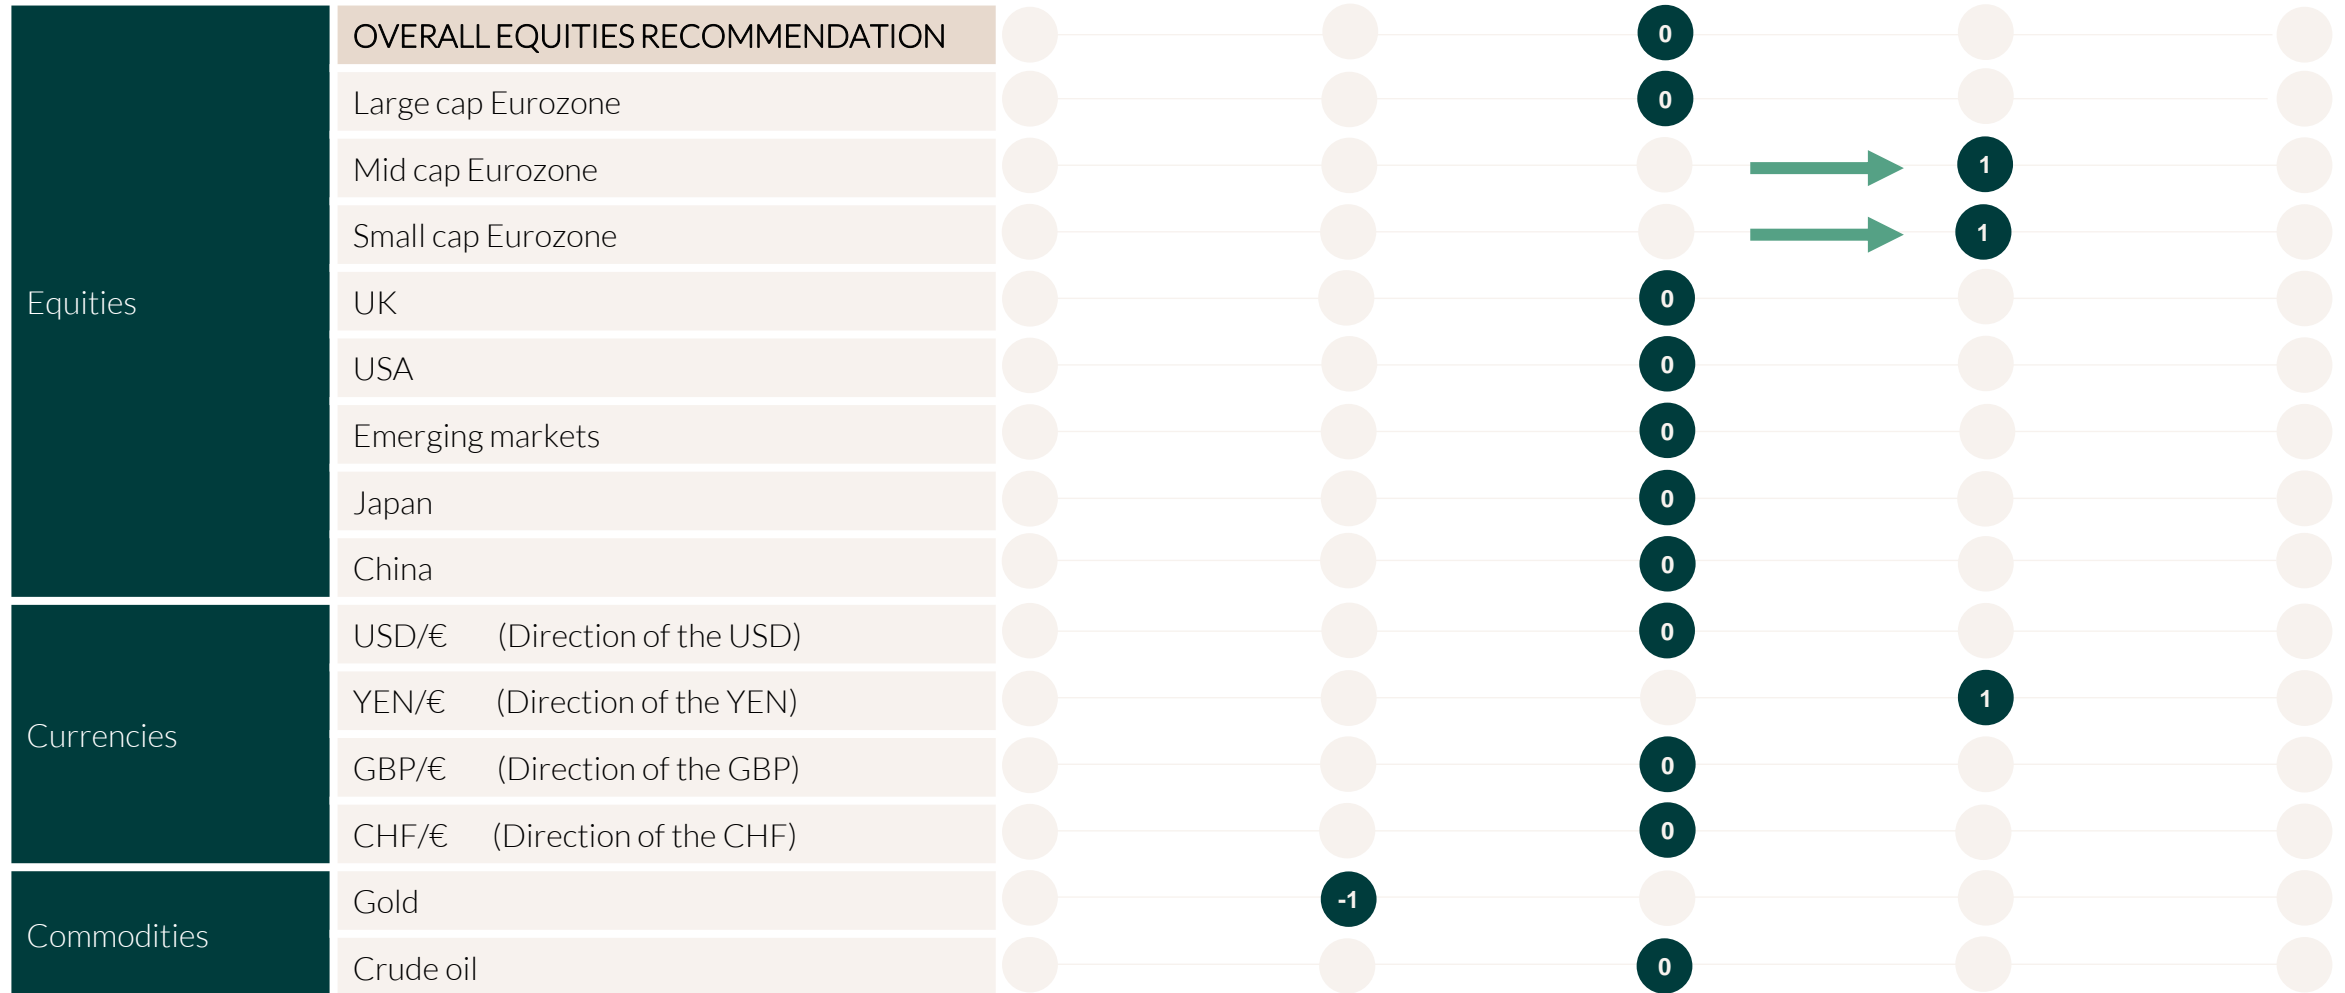 OVERALL EQUITIES RECOMMENDATION 0
Large cap Eurozone 0
Mid cap Eurozone 1
Small cap Eurozone 1
Equities
UK 0
USA 0
Emerging markets 0
Japan 0
China 0
USD/€ (Direction of the USD) 0
YEN/€ (Direction of the YEN) 1
Currencies
GBP/€ (Direction of the GBP) 0
CHF/€ (Direction of the CHF) 0
Gold -1
Commodities
Crude oil 0